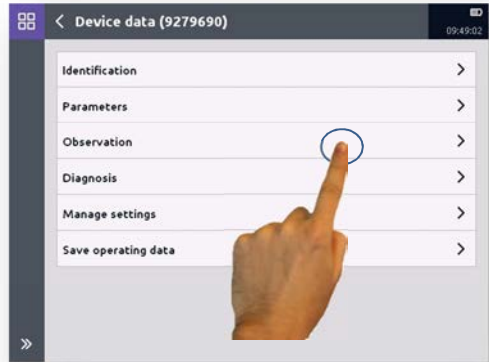 Device data (9279690)
09:49:02
Identification
Parameters
Observation
Diagnosis
Manage settings
Save operating data